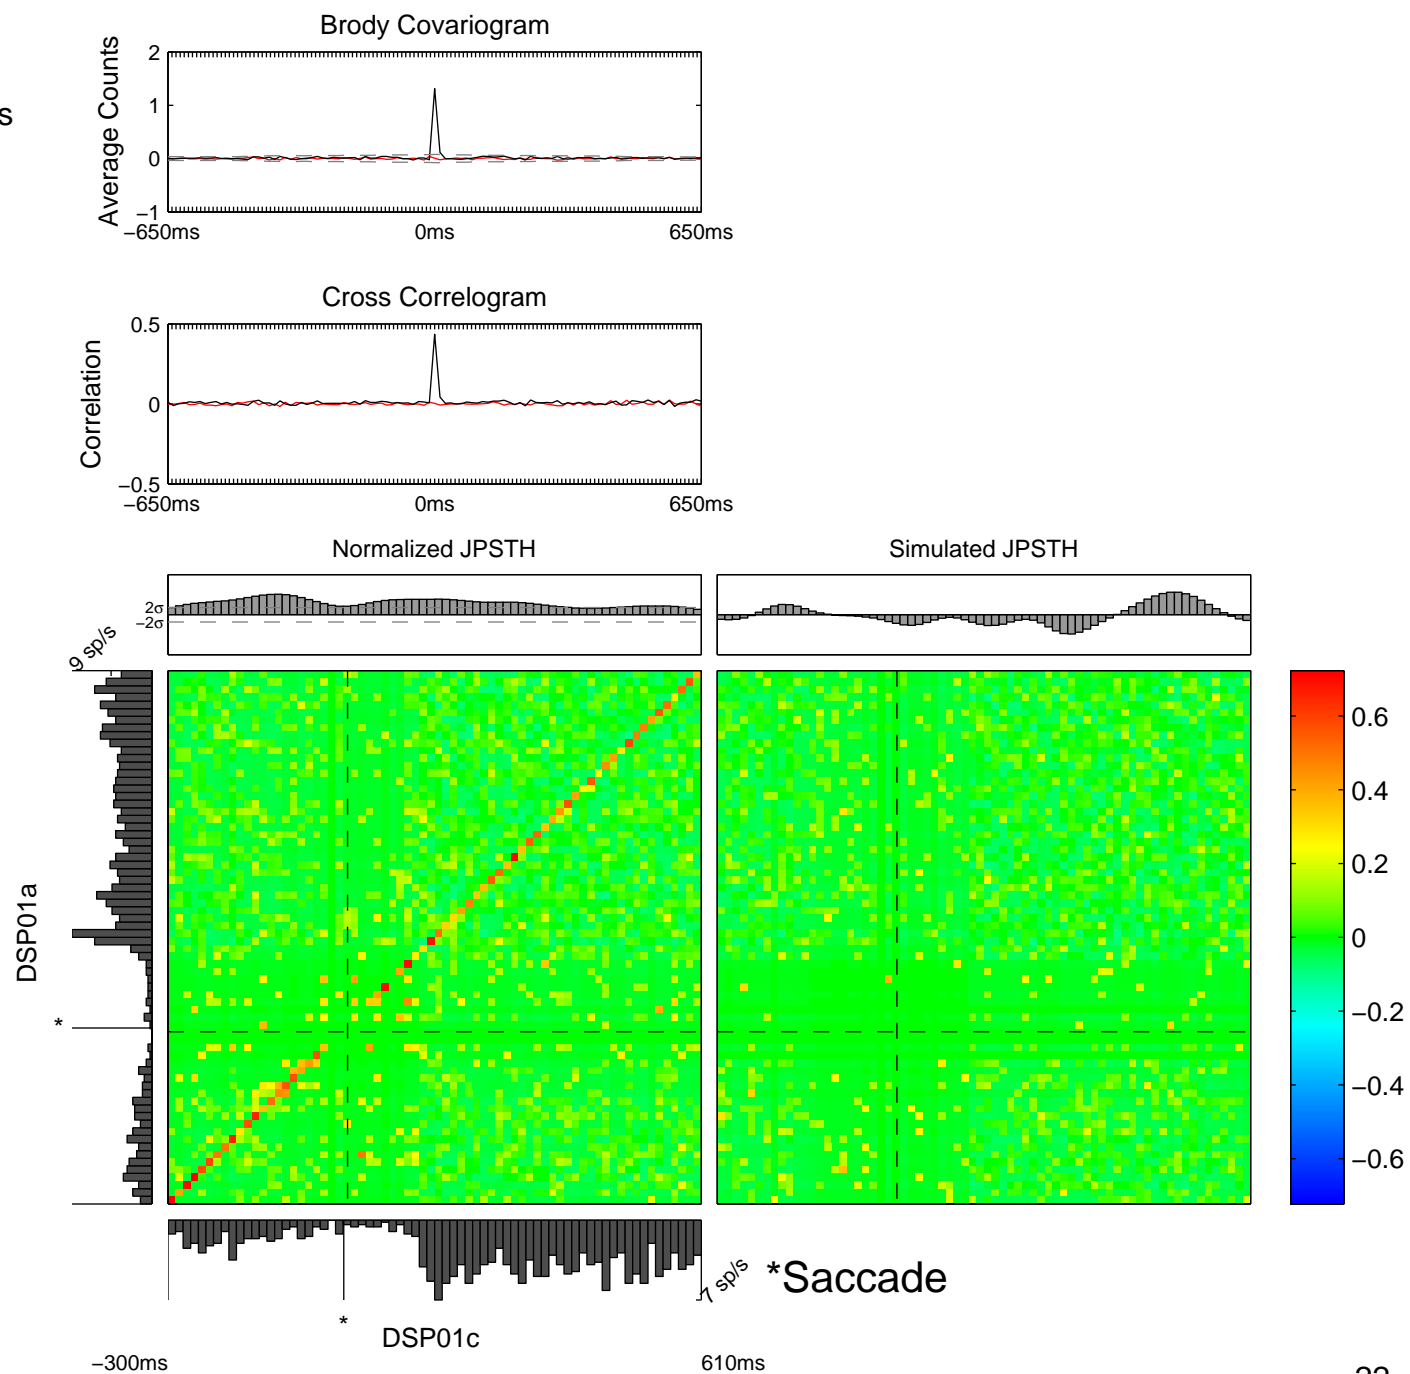 Brody Covariogram
Average Counts
2
1
0
−1
−650ms
0ms
650ms
s
Cross Correlogram
Correlation
0.5
0
−0.5
−650ms
0ms
650ms
Normalized JPSTH
Simulated JPSTH
2σ
−2σ
9 sp/s
DSP01a
*
0.6
0.4
0.2
0
−0.2
−0.4
−0.6
7 sp/s
*Saccade
*
DSP01c
−300ms
610ms